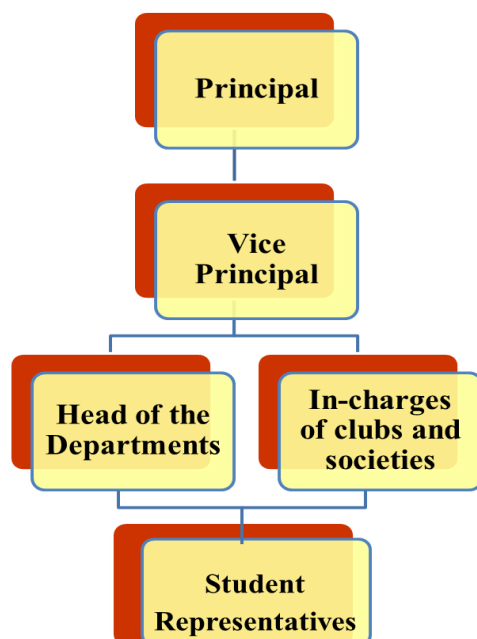 Principal
Vice
Principal
Head of the
Departments
In-charges
of clubs and
societies
Student
Representatives